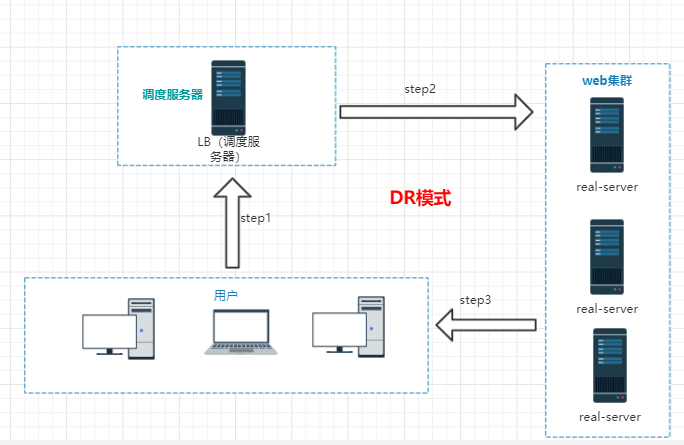 调度服务器
LB（调度服
务器）
step2
web集群
real-server
DR模式
step1
real-server
用户
step3
real-server